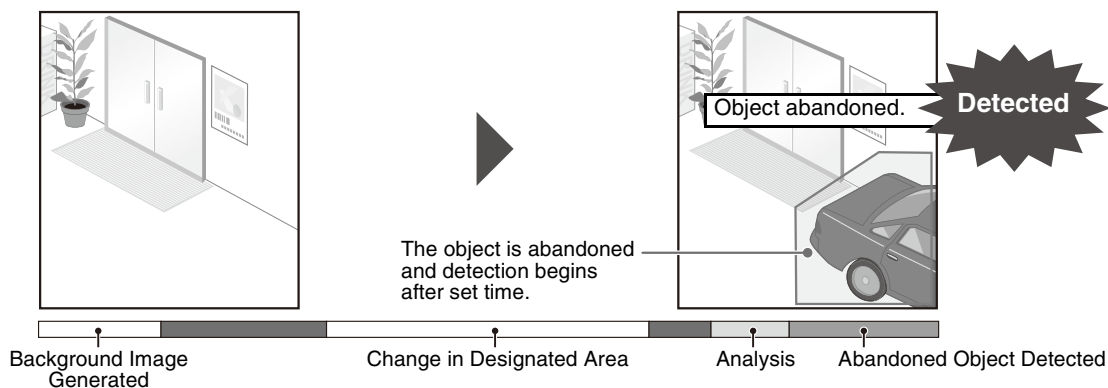 Object abandoned.
Detected
The object is abandoned
and detection begins
after set time.
Background Image
Generated
Change in Designated Area
Analysis
Abandoned Object Detected